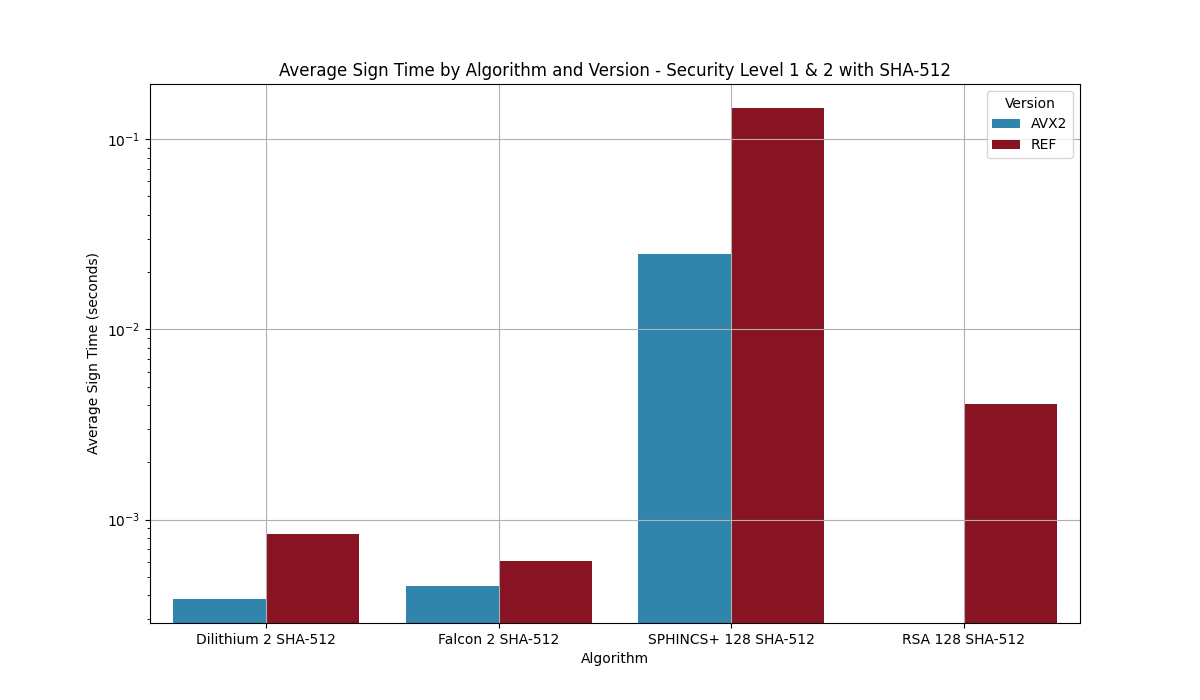 Average Sign Time by Algorithm and Version - Security Level 1 & 2 with SHA-512
Version
AVX2
REF
10⁻¹
10⁻²
10⁻³
Average Sign Time (seconds)
Dilithium 2 SHA-512
Falcon 2 SHA-512
SPHINCS+ 128 SHA-512
RSA 128 SHA-512
Algorithm